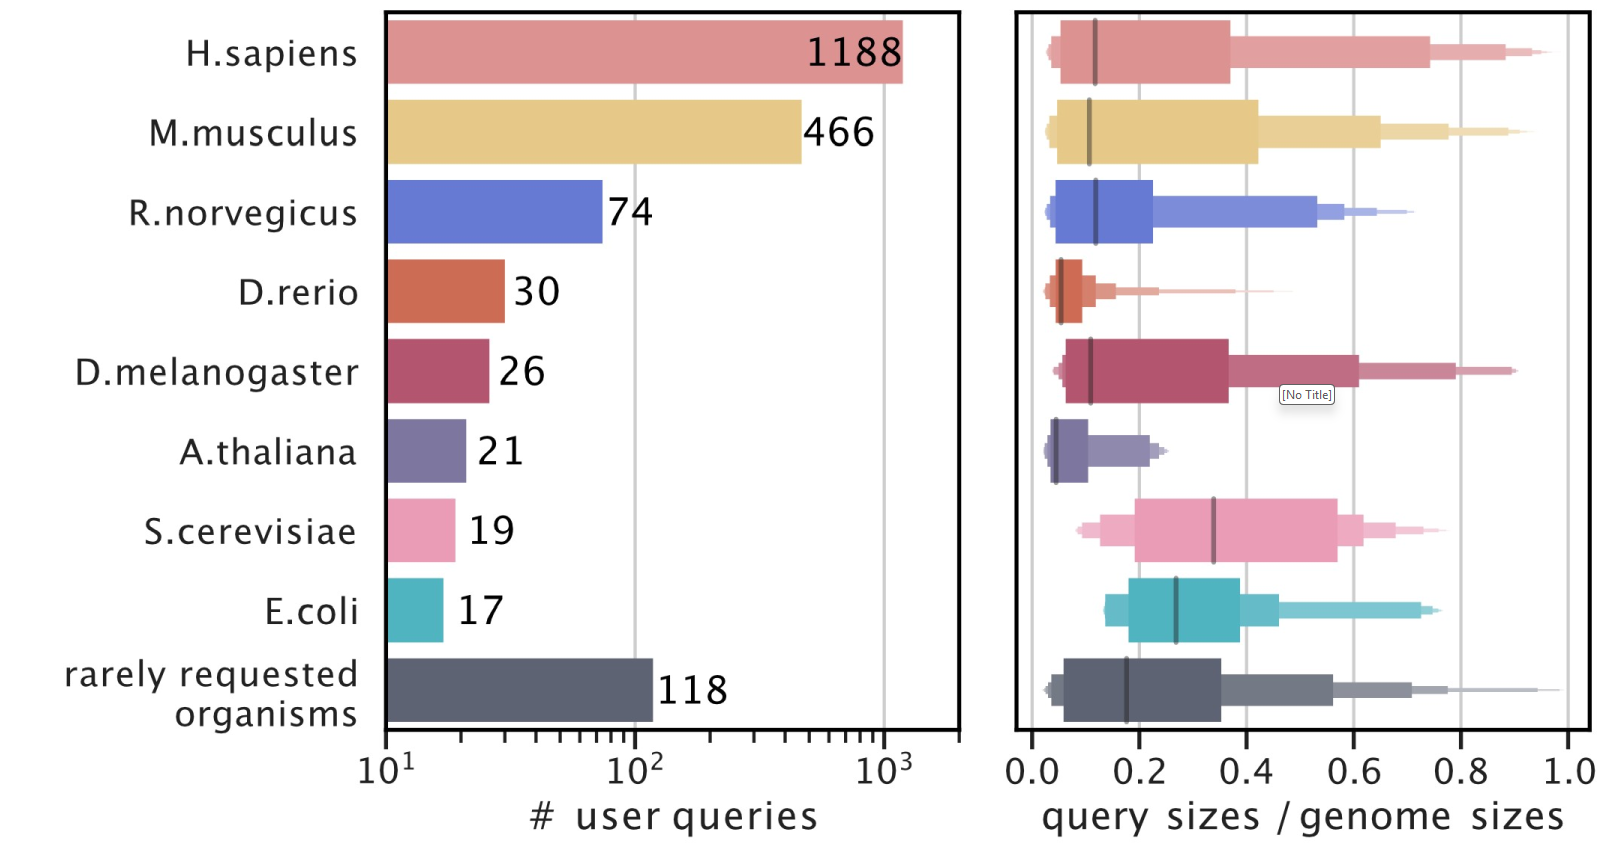 H.sapiens
1188
M.musculus
466
R.norvegicus
74
D.rerio
30
D.melanogaster
26
[No Title]
A.thaliana
21
S.cerevisiae
19
E.coli
17
rarely requested
organisms
118
10¹ 10² 10³
# user queries
0.0 0.2 0.4 0.6 0.8 1.0
query sizes / genome sizes